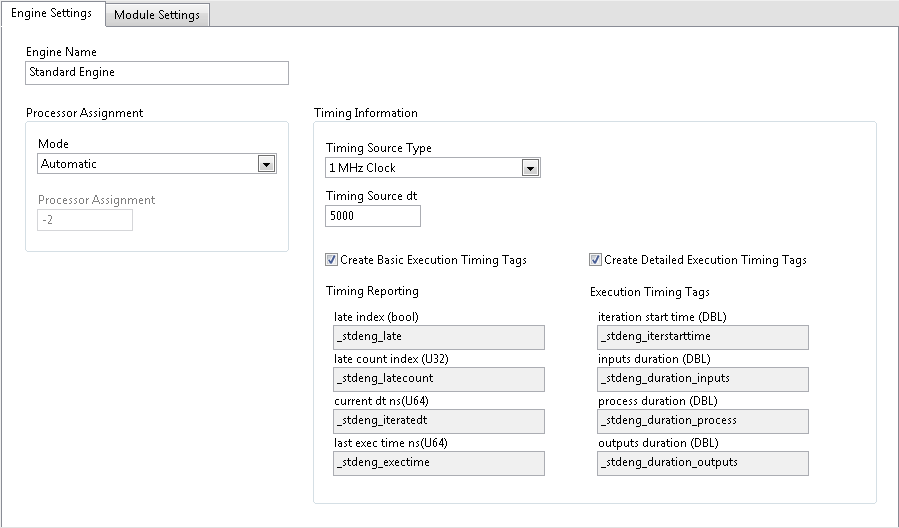 Engine Settings
Module Settings
Engine Name
Standard Engine
Processor Assignment
Mode
Automatic
Processor Assignment
-2
Timing Information
Timing Source Type
1 MHz Clock
Timing Source dt
5000
Create Basic Execution Timing Tags
Timing Reporting
late index (bool)
_stdeng_late
late count index (U32)
_stdeng_latecount
current dt ns(U64)
_stdeng_iteratedt
last exec time ns(U64)
_stdeng_exectime
Create Detailed Execution Timing Tags
Execution Timing Tags
iteration start time (DBL)
_stdeng_iterstarttime
inputs duration (DBL)
_stdeng_duration_inputs
process duration (DBL)
_stdeng_duration_process
outputs duration (DBL)
_stdeng_duration_outputs